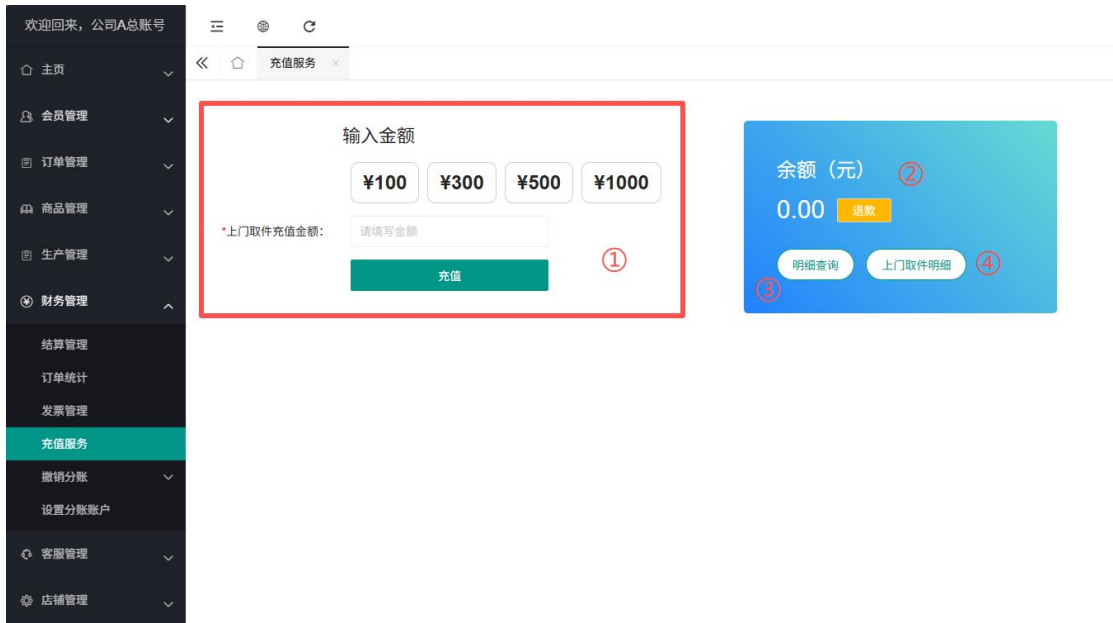 欢迎回来，公司A总账号
主页
会员管理
订单管理
商品管理
生产管理
财务管理
结算管理
订单统计
发票管理
充值服务
撤销分账
设置分账账户
客服管理
店铺管理
充值服务
输入金额
¥100 ¥300 ¥500 ¥1000
*上门取件充值金额： 请填写金额
①
充值
余额（元） ②
0.00 退款
明细查询 上门取件明细 ④
③